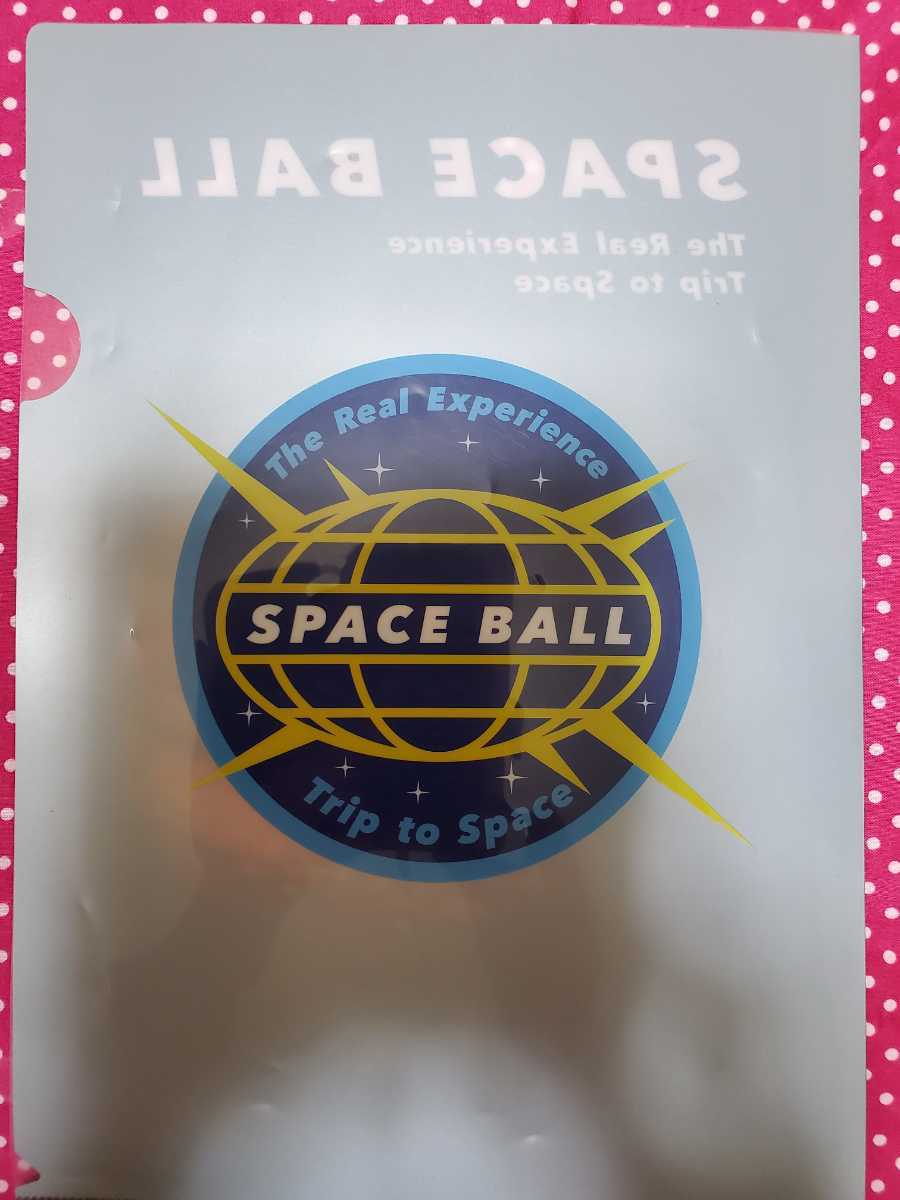 SPACE BALL
The Real Experience
Trip to Space
The Real Experience
SPACE BALL
Trip to Space